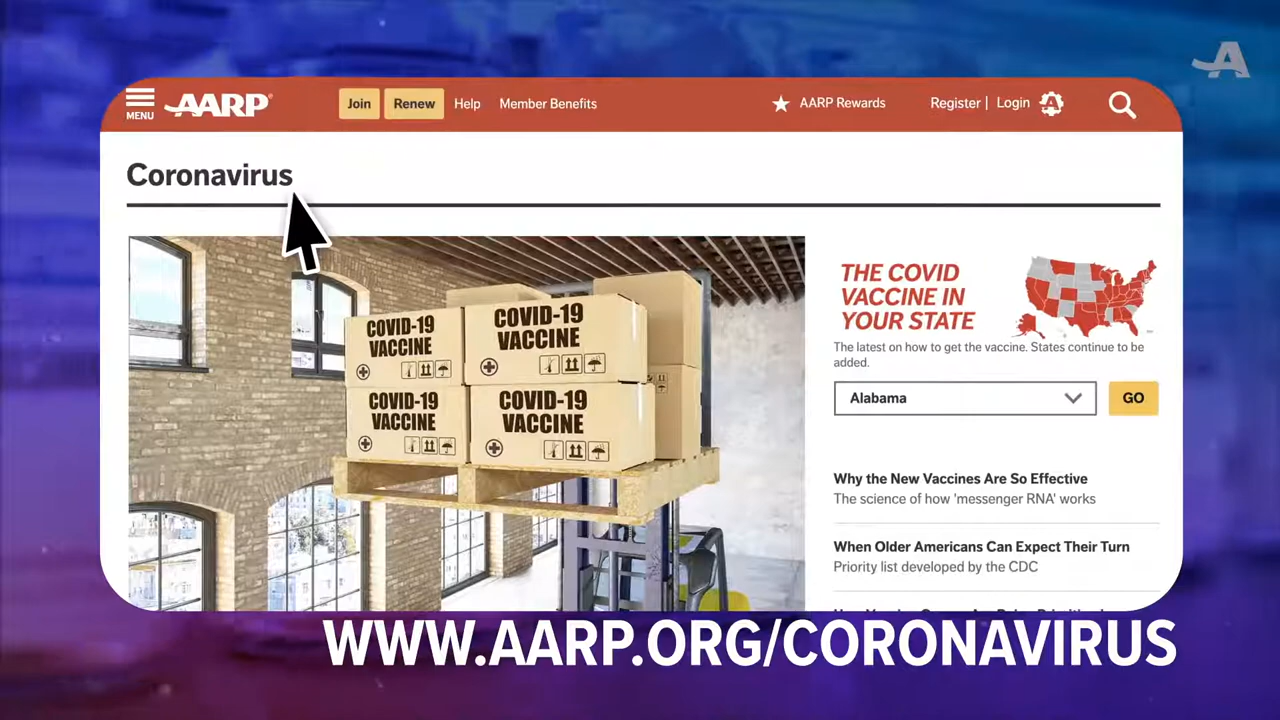 MENU
AARP
Join
Renew
Help
Member Benefits
AARP Rewards
Register |
Login
Coronavirus
COVID-19
VACCINE
COVID-19
VACCINE
COVID-19
VACCINE
COVID-19
VACCINE
THE COVID
VACCINE IN
YOUR STATE
The latest on how to get the vaccine. States continue to be
added.
Alabama
GO
Why the New Vaccines Are So Effective
The science of how 'messenger RNA' works
When Older Americans Can Expect Their Turn
Priority list developed by the CDC
WWW.AARP.ORG/CORONAVIRUS